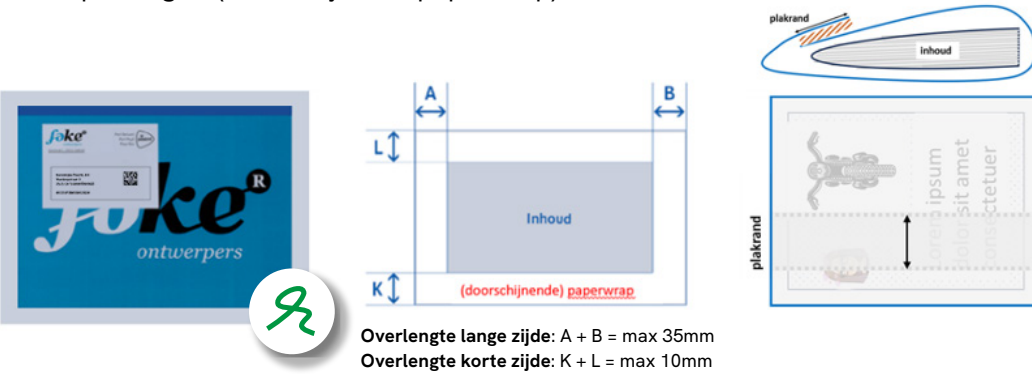 foke
foke R
ontwerpers
A
B
L
Inhoud
K
(doorschijnende) paperwrap
Overlengte lange zijde: A + B = max 35mm
Overlengte korte zijde: K + L = max 10mm
plakrand
inhoud
Lorem ipsum
dolor sit amet
consectetuer
plakrand